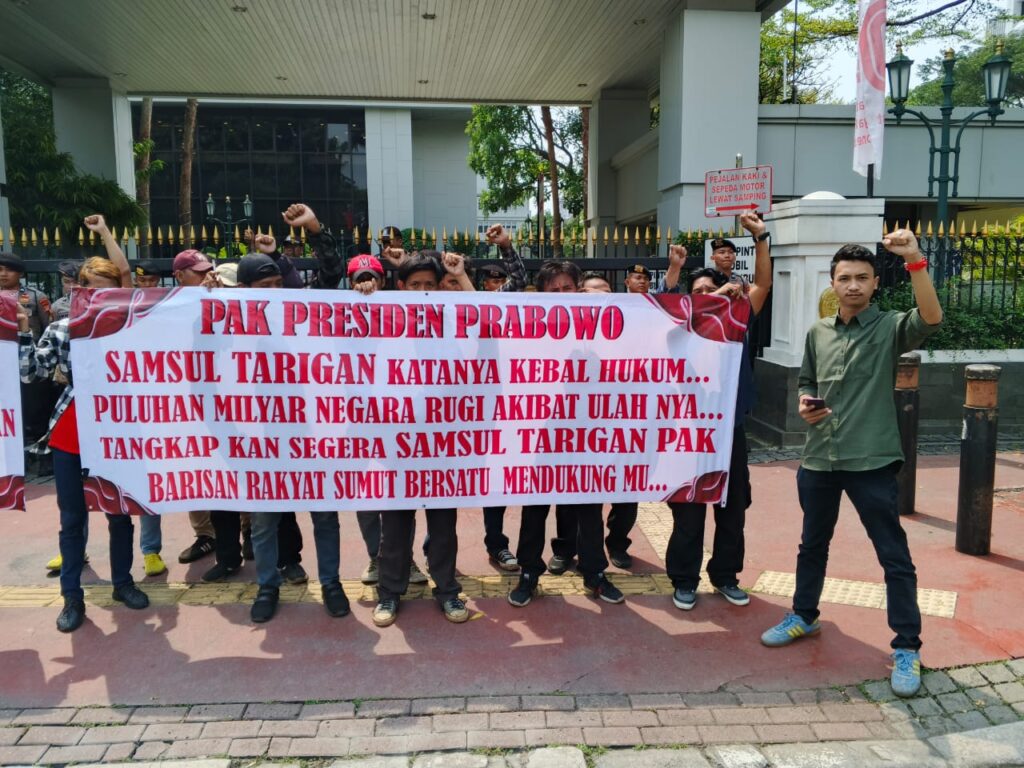 PAK PRESIDEN PRABOWO
SAMSUL TARIGAN KATANYA KEBAL HUKUM...
PULUHAN MILYAR NEGARA RUGI AKIBAT ULAH NYA...
TANGKAP KAN SEGERA SAMSUL TARIGAN PAK
BARISAN RAKYAT SUMUT BERSATU MENDUKUNG MU...
PEJALAN KAKI &
SEPEDA MOTOR
LEWAT SAMPING